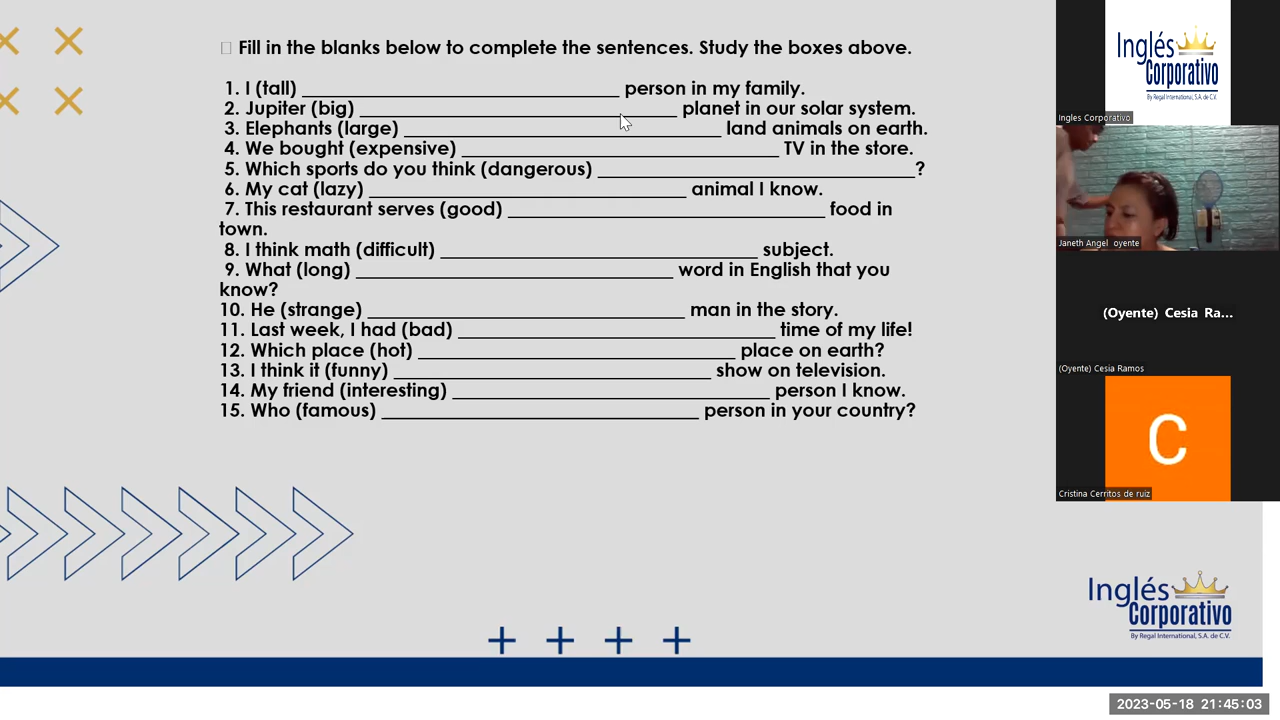 Fill in the blanks below to complete the sentences. Study the boxes above.
1. I (tall) ________________________________ person in my family.
2. Jupiter (big) ________________________________ planet in our solar system.
3. Elephants (large) ________________________________ land animals on earth.
4. We bought (expensive) ________________________________ TV in the store.
5. Which sports do you think (dangerous) ________________________________?
6. My cat (lazy) ________________________________ animal I know.
7. This restaurant serves (good) ________________________________ food in
town.
8. I think math (difficult) ________________________________ subject.
9. What (long) ________________________________ word in English that you
know?
10. He (strange) ________________________________ man in the story.
11. Last week, I had (bad) ________________________________ time of my life!
12. Which place (hot) ________________________________ place on earth?
13. I think it (funny) ________________________________ show on television.
14. My friend (interesting) ________________________________ person I know.
15. Who (famous) ________________________________ person in your country?
Inglés
Corporativo
By Regal International, S.A. de C.V.
Ingles Corporativo
Janeth Angel oyente
(Oyente) Cesia Ra...
(Oyente) Cesia Ramos
C
Cristina Cerritos de ruiz
Inglés
Corporativo
By Regal International, S.A. de C.V.
2023-05-18 21:45:03